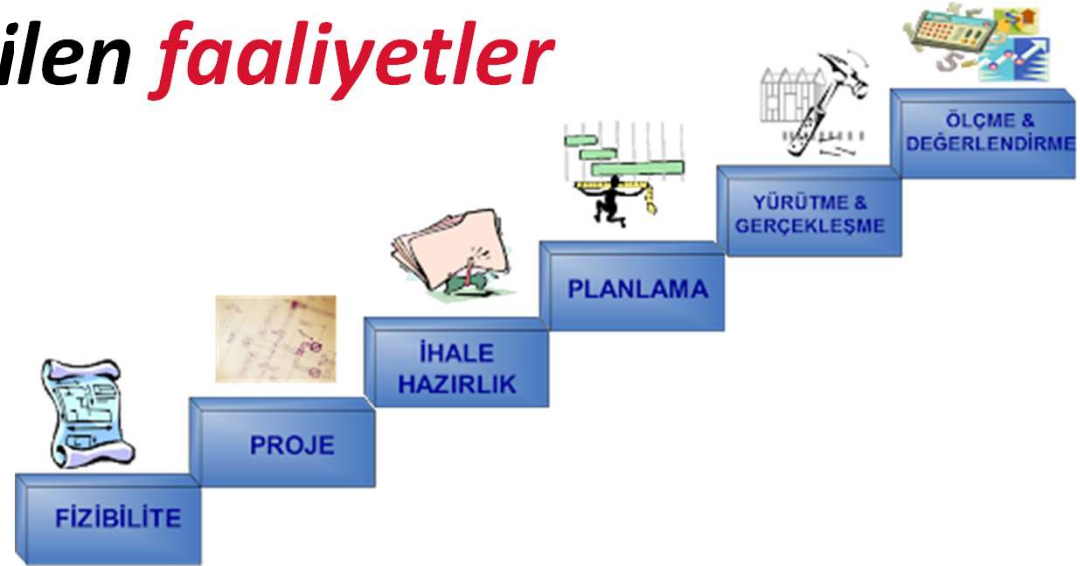 ilen faaliyetler
ÖLÇME &
DEĞERLENDİRME
YÜRÜTME &
GERÇEKLEŞME
PLANLAMA
İHALE
HAZIRLIK
PROJE
FİZİBİLİTE